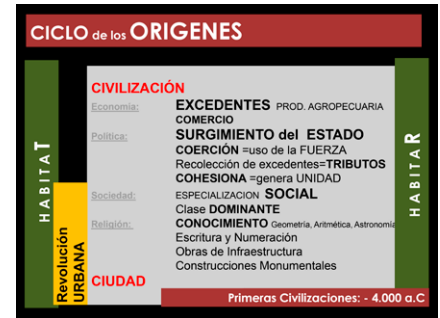 CICLO de los ORIGENES
HABITAT
Revolución
URBANA
CIVILIZACIÓN
Economía: EXCEDENTES PROD. AGROPECUARIA
COMERCIO
Política: SURGIMIENTO del ESTADO
COERCIÓN =uso de la FUERZA
Recolección de excedentes=TRIBUTOS
COHESIONA =genera UNIDAD
Sociedad: ESPECIALIZACION SOCIAL
Clase DOMINANTE
Religión: CONOCIMIENTO Geometría, Aritmética, Astronomía
Escritura y Numeración
Obras de Infraestructura
Construcciones Monumentales
CIUDAD
HABITAR
Primeras Civilizaciones: - 4.000 a.C